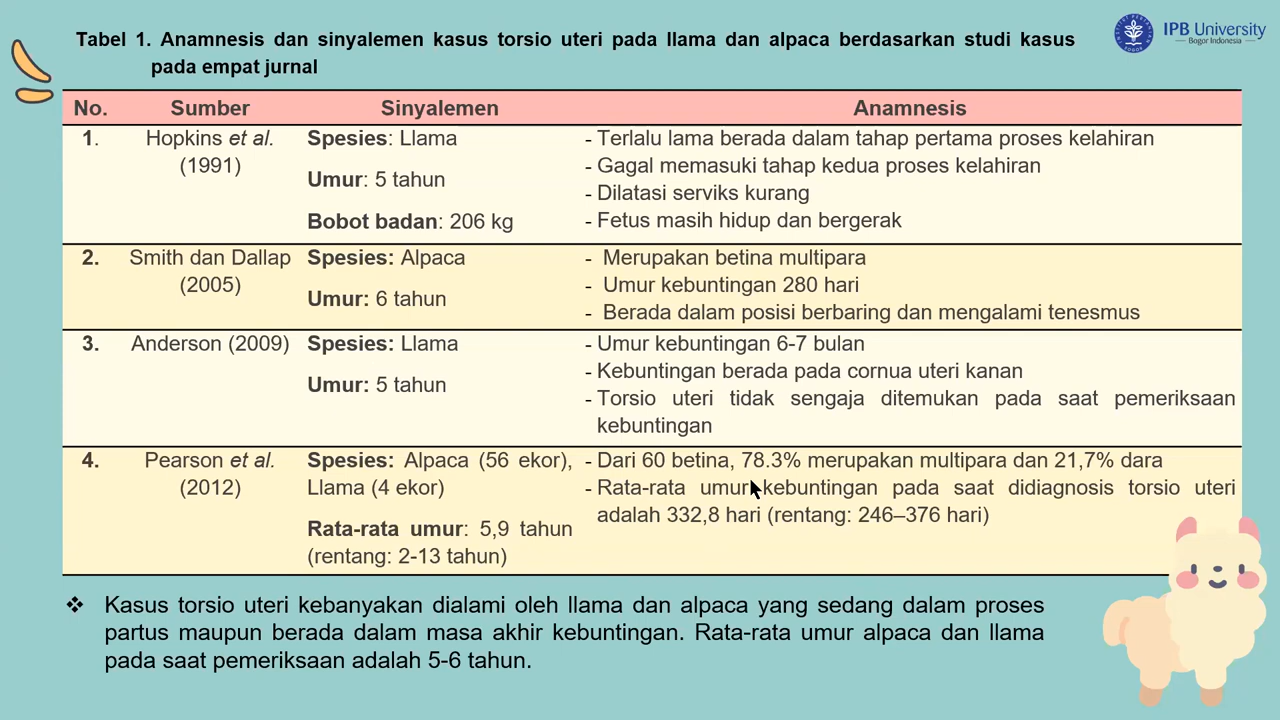 Tabel 1. Anamnesis dan sinyalemen kasus torsio uteri pada llama dan alpaca berdasarkan studi kasus
pada empat jurnal
IPB University
Bogor Indonesia
No. Sumber Sinyalemen Anamnesis
1. Hopkins et al. Spesies: Llama - Terlalu lama berada dalam tahap pertama proses kelahiran
(1991) - Gagal memasuki tahap kedua proses kelahiran
Umur: 5 tahun
- Dilatasi serviks kurang
Bobot badan: 206 kg - Fetus masih hidup dan bergerak
2. Smith dan Dallap Spesies: Alpaca - Merupakan betina multipara
(2005) - Umur kebuntingan 280 hari
Umur: 6 tahun
- Berada dalam posisi berbaring dan mengalami tenesmus
3. Anderson (2009) Spesies: Llama - Umur kebuntingan 6-7 bulan
- Kebuntingan berada pada cornua uteri kanan
Umur: 5 tahun
- Torsio uteri tidak sengaja ditemukan pada saat pemeriksaan
kebuntingan
4. Pearson et al. Spesies: Alpaca (56 ekor), - Dari 60 betina, 78.3% merupakan multipara dan 21,7% dara
(2012) Llama (4 ekor) - Rata-rata umur kebuntingan pada saat didiagnosis torsio uteri
adalah 332,8 hari (rentang: 246–376 hari)
Rata-rata umur: 5,9 tahun
(rentang: 2-13 tahun)
❖ Kasus torsio uteri kebanyakan dialami oleh llama dan alpaca yang sedang dalam proses
partus maupun berada dalam masa akhir kebuntingan. Rata-rata umur alpaca dan llama
pada saat pemeriksaan adalah 5-6 tahun.